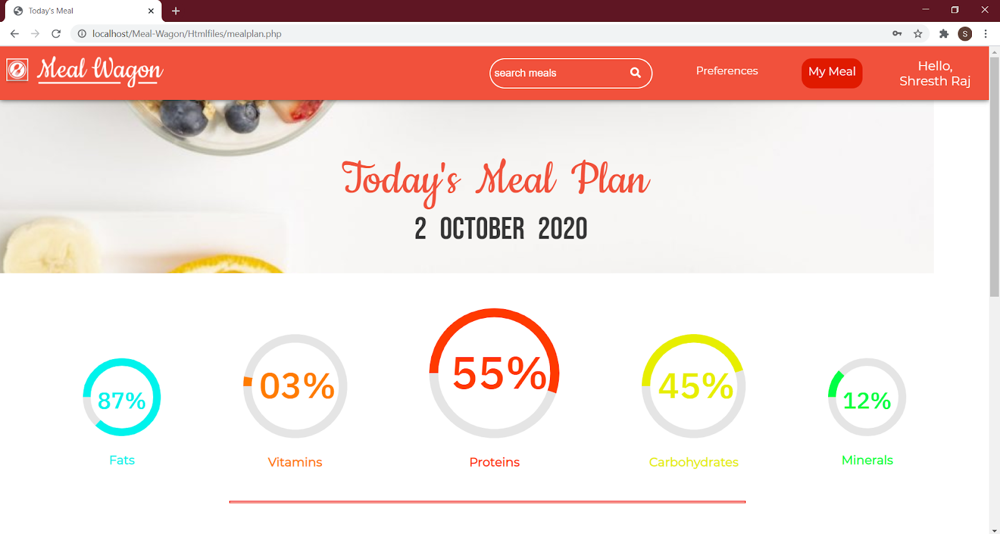 Today's Meal
localhost/Meal-Wagon/Htmlfiles/mealplan.php
S
Meal Wagon
search meals
Preferences
My Meal
Hello,
Shresth Raj
Today's Meal Plan
2 OCTOBER 2020
87%
03%
55%
45%
12%
Fats
Vitamins
Proteins
Carbohydrates
Minerals